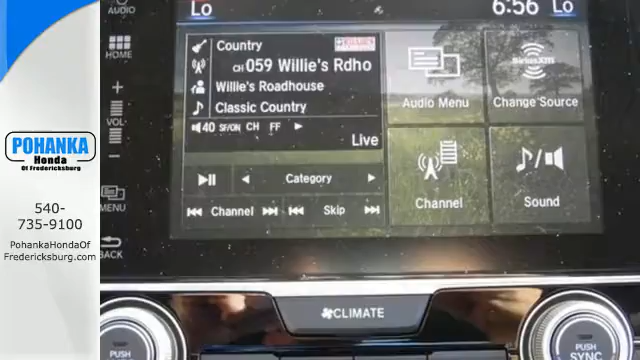 AUDIO
Lo
6:56
Lo
HOME
Country
WILLIE'S
CH 059 Willie's Rdho
Willie's Roadhouse
Classic Country
40 SF/ON CH FF
Live
Category
Channel
Skip
Audio Menu
SiriusXM
Change Source
Channel
Sound
+
VOL
-
MENU
BACK
POHANKA
Honda
Of Fredericksburg
540-
735-9100
PohankaHondaOf
Fredericksburg.com
CLIMATE
PUSH
PUSH
SYNC